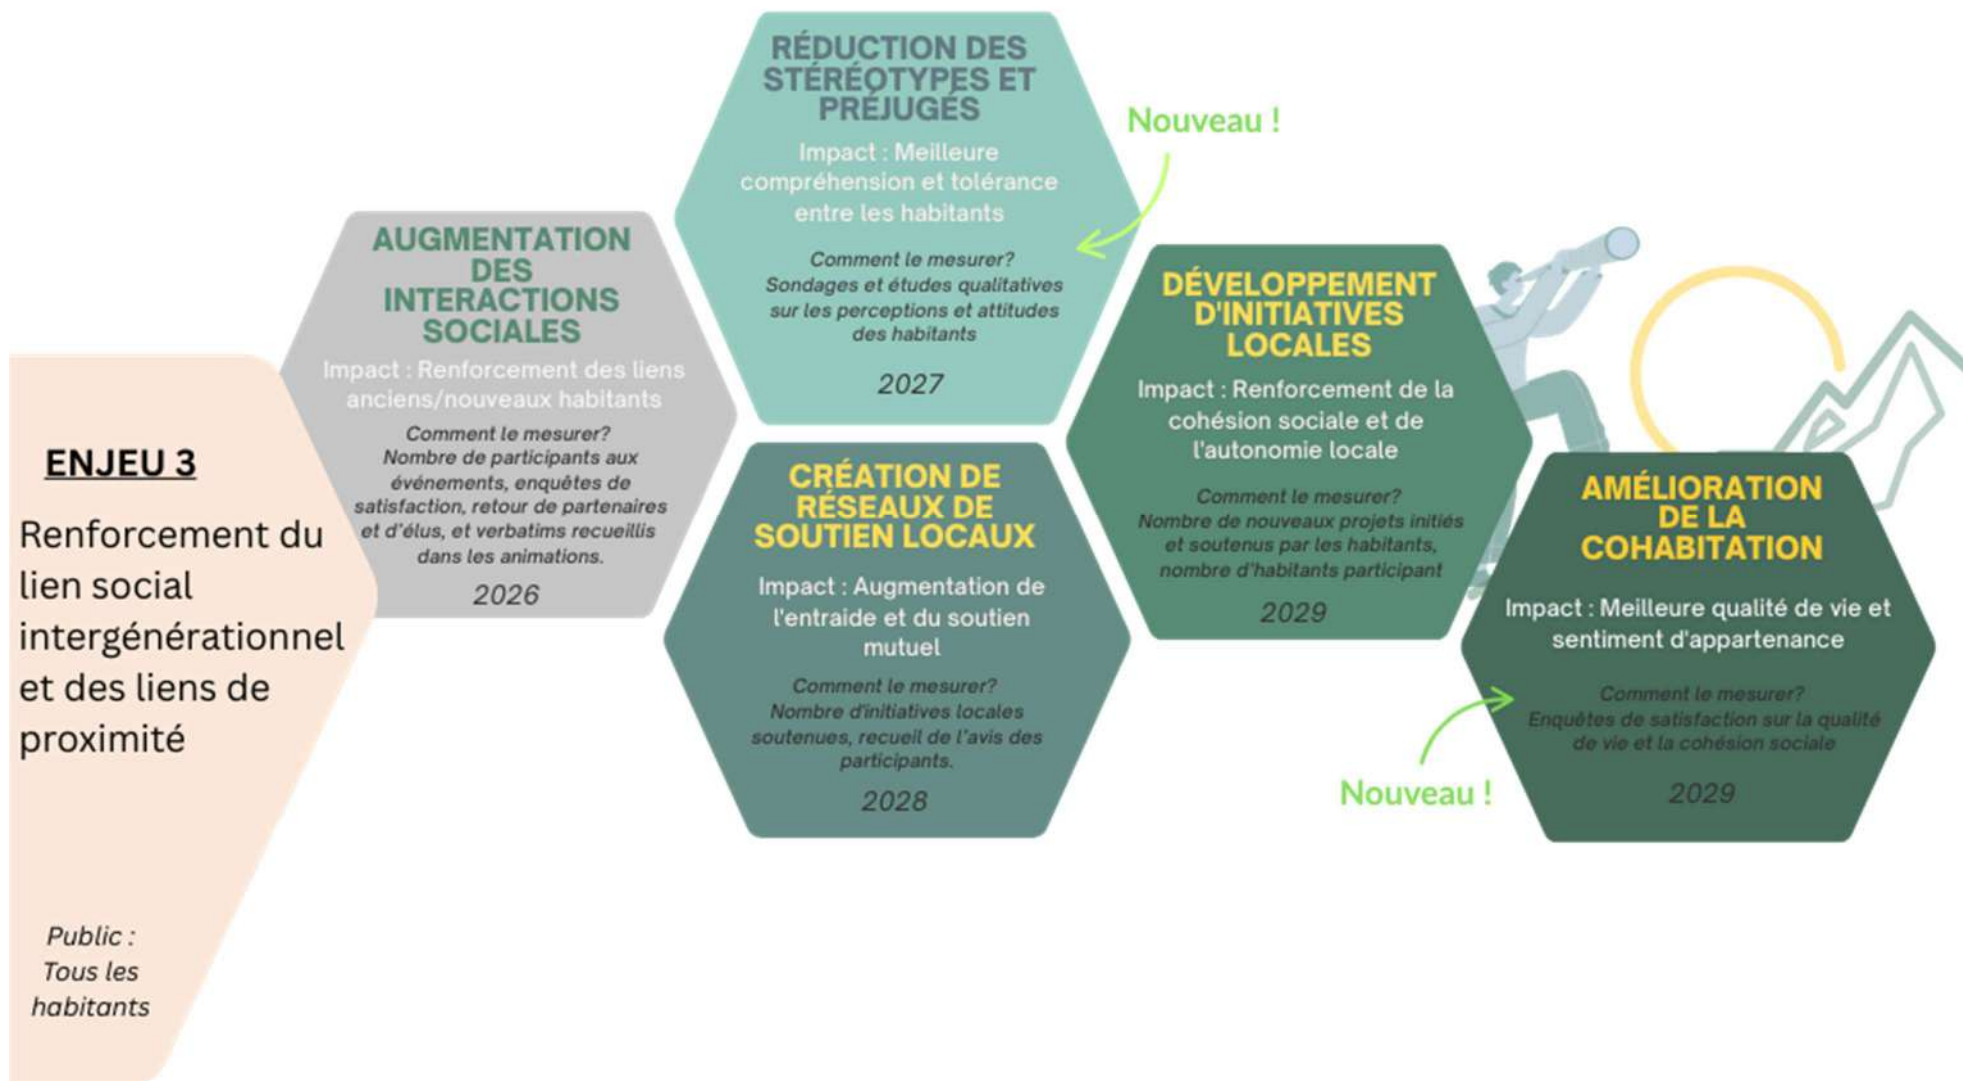 ENJEU 3
Renforcement du
lien social
intergénérationnel
et des liens de
proximité
Public :
Tous les
habitants
AUGMENTATION
DES
INTERACTIONS
SOCIALES
Impact : Renforcement des liens
anciens/nouveaux habitants
Comment le mesurer?
Nombre de participants aux
événements, enquêtes de
satisfaction, retour de partenaires
et d'élus, et verbatims recueillis
dans les animations.
2026
RÉDUCTION DES
STÉRÉOTYPES ET
PRÉJUGÉS
Impact : Meilleure
compréhension et tolérance
entre les habitants
Comment le mesurer?
Sondages et études qualitatives
sur les perceptions et attitudes
des habitants
2027
Nouveau !
CRÉATION DE
RÉSEAUX DE
SOUTIEN LOCAUX
Impact : Augmentation de
l'entraide et du soutien
mutuel
Comment le mesurer?
Nombre d'initiatives locales
soutenues, recueil de l'avis des
participants.
2028
DÉVELOPPEMENT
D'INITIATIVES
LOCALES
Impact : Renforcement de la
cohésion sociale et de
l'autonomie locale
Comment le mesurer?
Nombre de nouveaux projets initiés
et soutenus par les habitants,
nombre d'habitants participant
2029
AMÉLIORATION
DE LA
COHABITATION
Impact : Meilleure qualité de vie et
sentiment d'appartenance
Comment le mesurer?
Enquêtes de satisfaction sur la qualité
de vie et la cohésion sociale
2029
Nouveau !